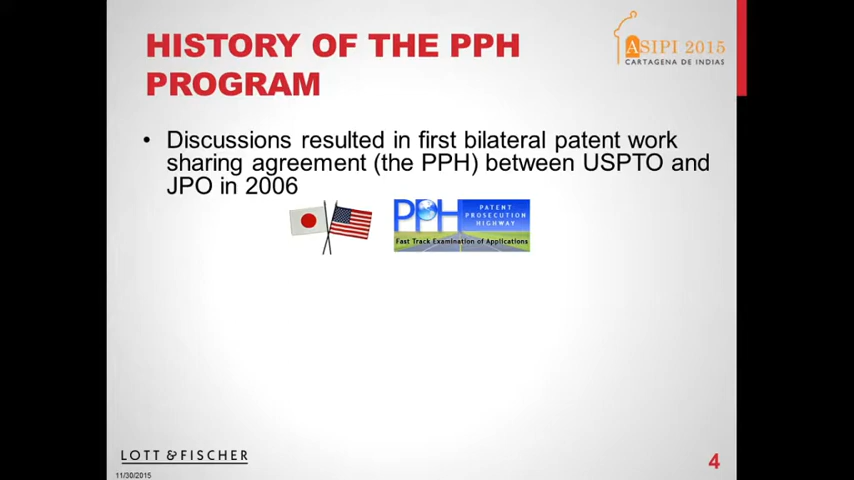 HISTORY OF THE PPH
PROGRAM
ASIPI 2015
CARTAGENA DE INDIAS
• Discussions resulted in first bilateral patent work
sharing agreement (the PPH) between USPTO and
JPO in 2006
PPH
PATENT
PROSECUTION
HIGHWAY
Fast Track Examination of Applications
LOTT & FISCHER
4
11/30/2015